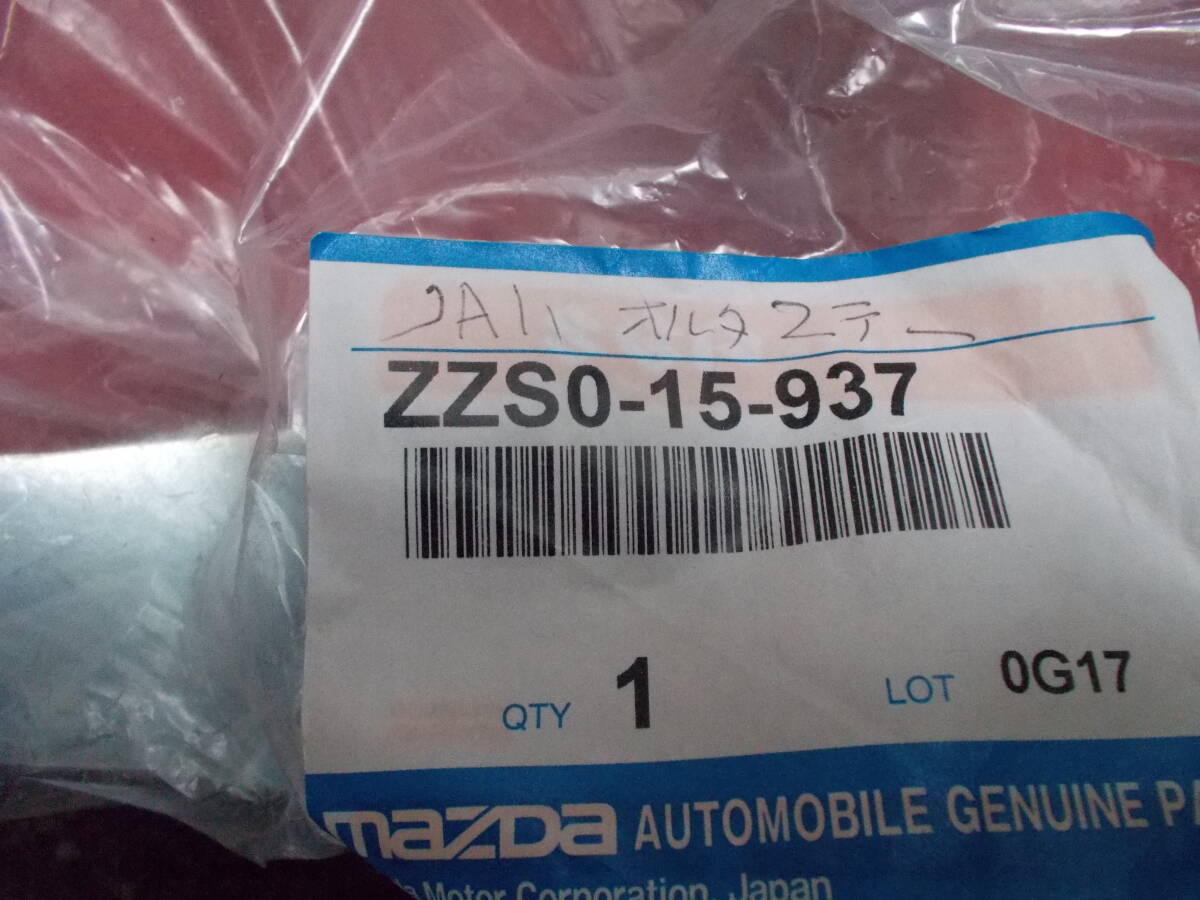 JA11 オルタステー
ZZS0-15-937
QTY 1 LOT 0G17
mazda AUTOMOBILE GENUINE PA
Motor Corporation, Japan